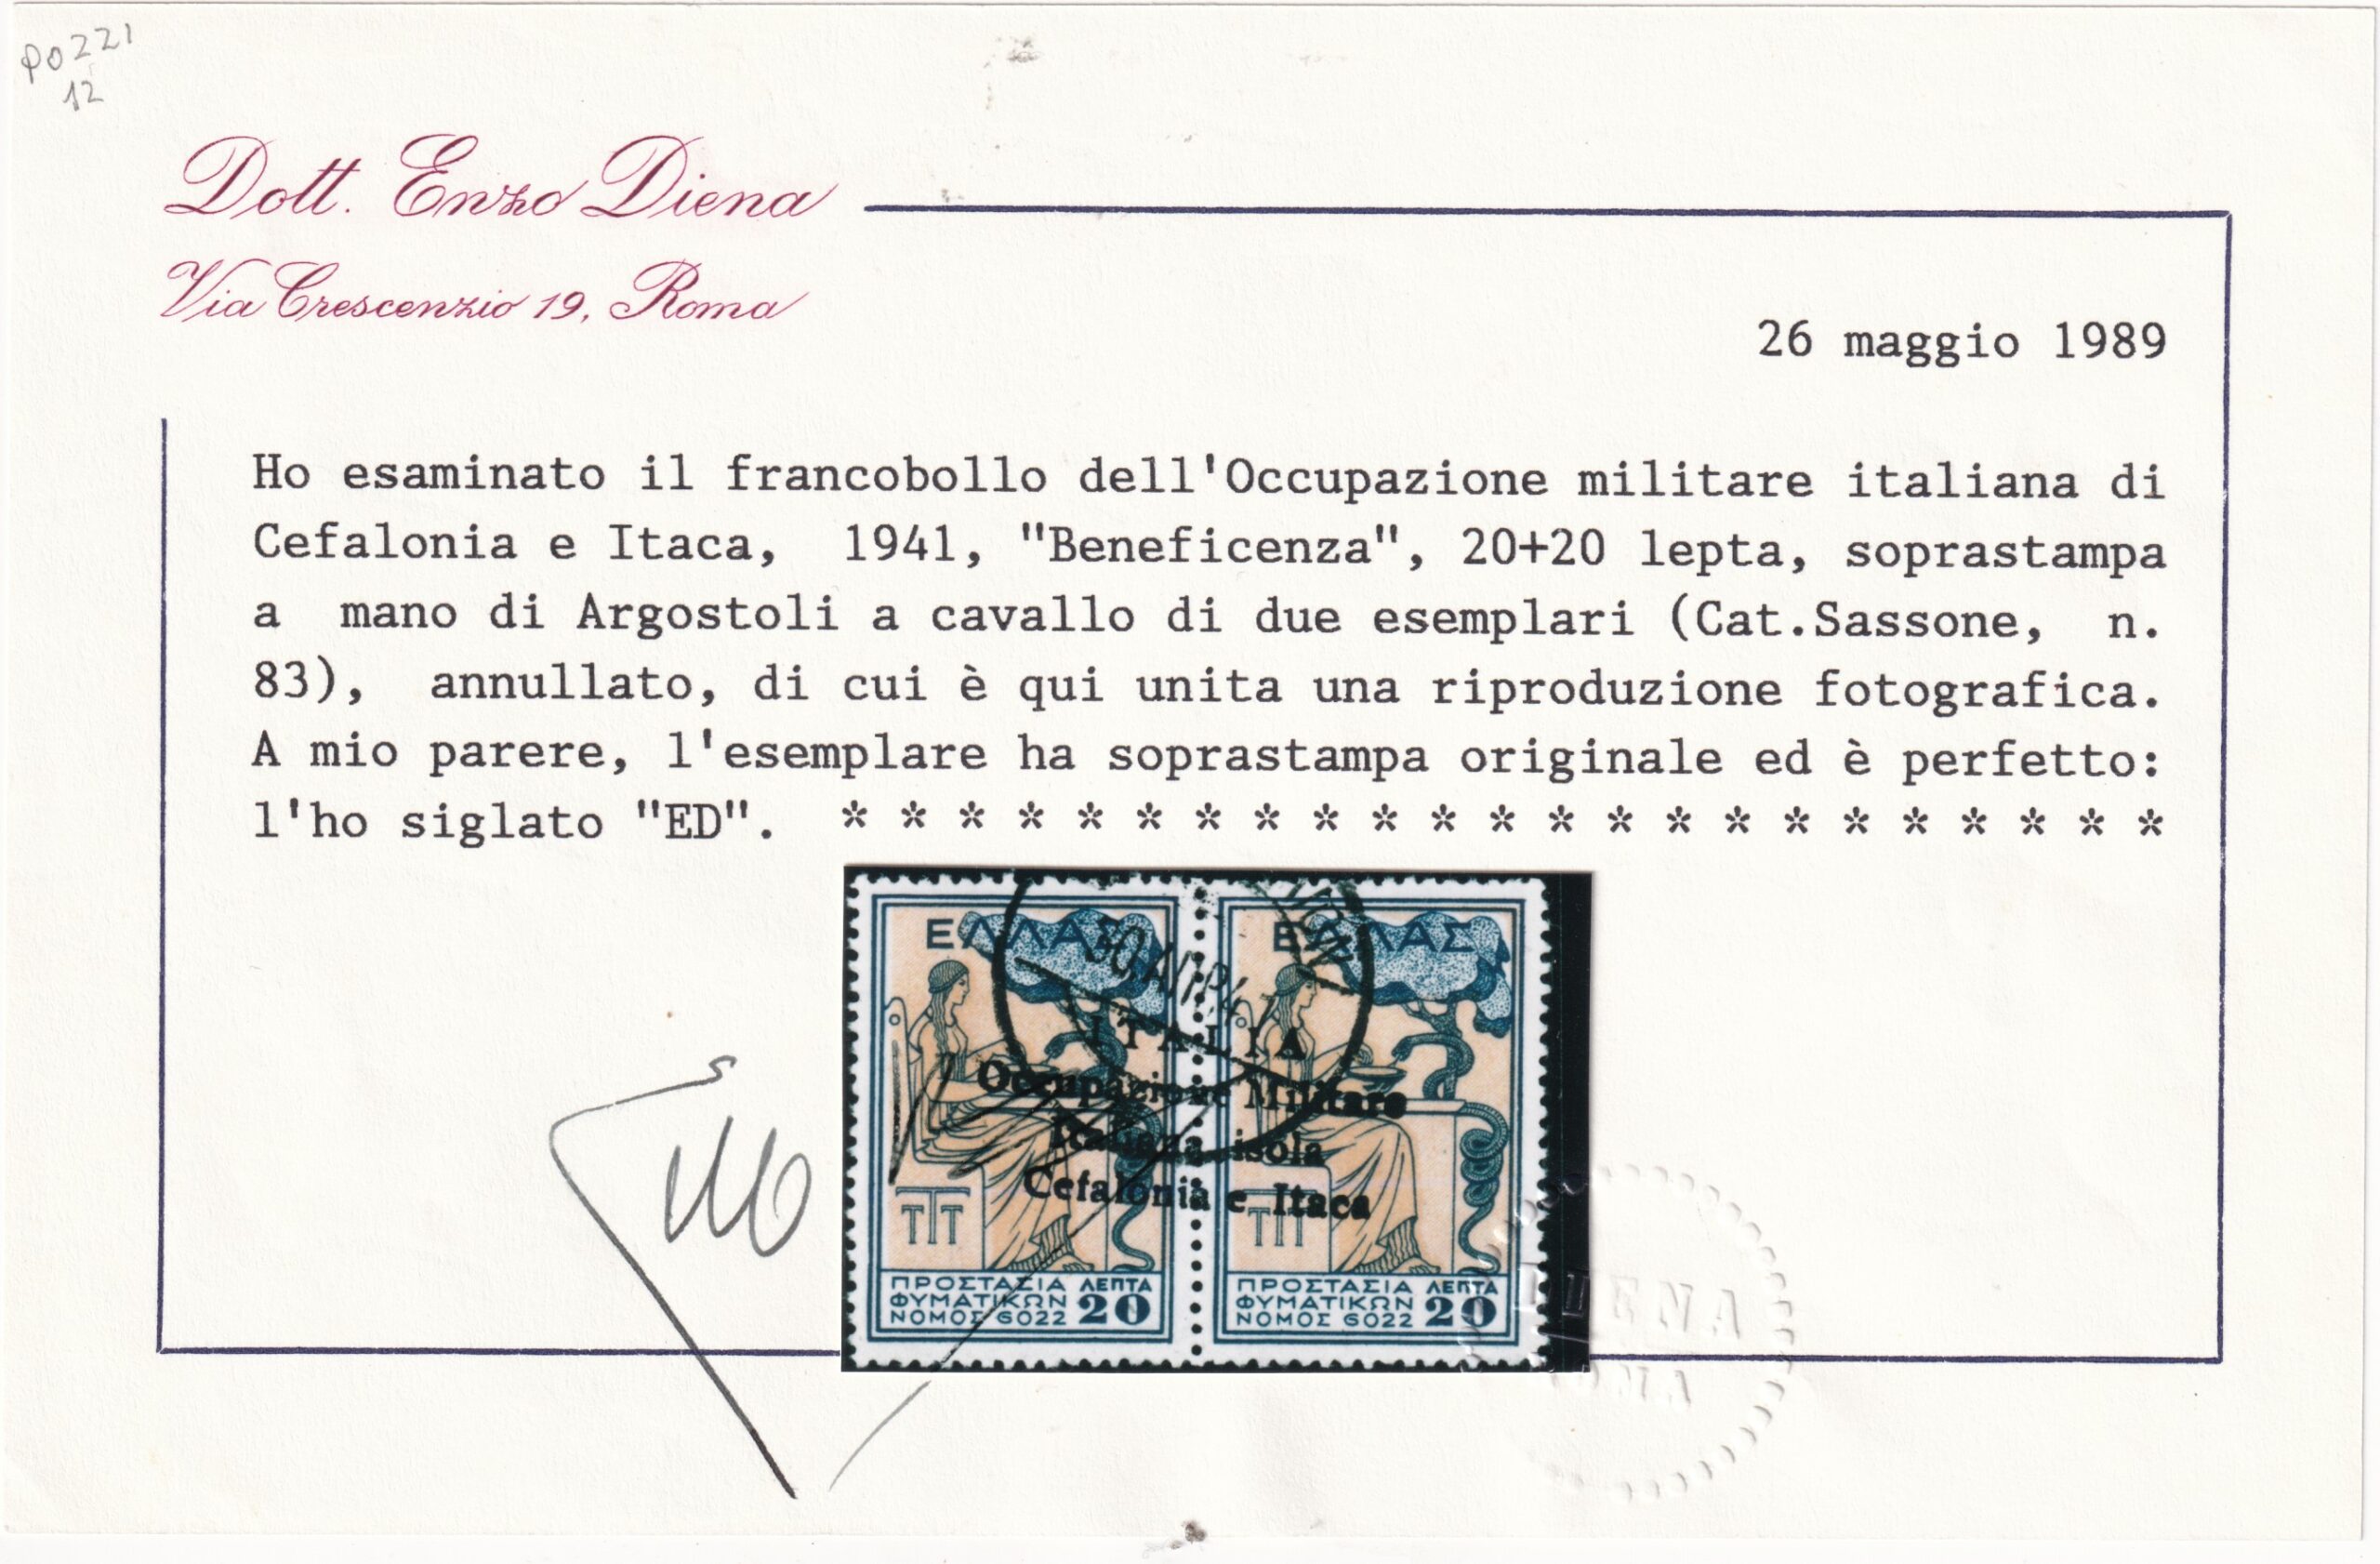 POZZI
12
Dott. Enzo Diena
Via Crescenzio 19, Roma
26 maggio 1989
Ho esaminato il francobollo dell'Occupazione militare italiana di
Cefalonia e Itaca, 1941, "Beneficenza", 20+20 lepta, soprastampa
a mano di Argostoli a cavallo di due esemplari (Cat.Sassone, n.
83), annullato, di cui è qui unita una riproduzione fotografica.
A mio parere, l'esemplare ha soprastampa originale ed è perfetto:
l'ho siglato "ED". * * * * * * * * * * * * * * * * * * * * * * *
ΕΛΛΑΣ ΕΛΛΑΣ
ITALIA
Occupazione Militare
Italiana isola
Cefalonia e Itaca
ΠΡΟΣΤΑΣΙΑ ΛΕΠΤΑ ΠΡΟΣΤΑΣΙΑ ΛΕΠΤΑ
ΦΥΜΑΤΙΚΩΝ 20 ΦΥΜΑΤΙΚΩΝ 20
ΝΟΜΟΣ 6022 ΝΟΜΟΣ 6022
DIENA
ROMA